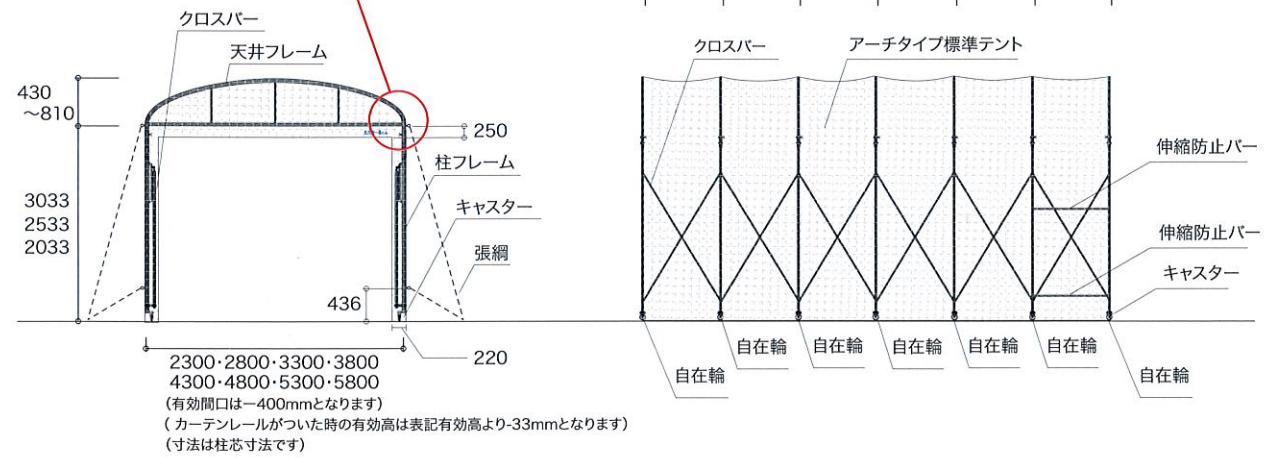 クロスバー
天井フレーム
430
～810
250
柱フレーム
3033
2533
2033
キャスター
張綱
436
220
2300・2800・3300・3800
4300・4800・5300・5800
(有効間口はー400mmとなります)
( カーテンレールがついた時の有効高は表記有効高より-33mmとなります)
(寸法は柱芯寸法です)
クロスバー
アーチタイプ標準テント
伸縮防止バー
伸縮防止バー
キャスター
自在輪
自在輪
自在輪
自在輪
自在輪
自在輪
自在輪